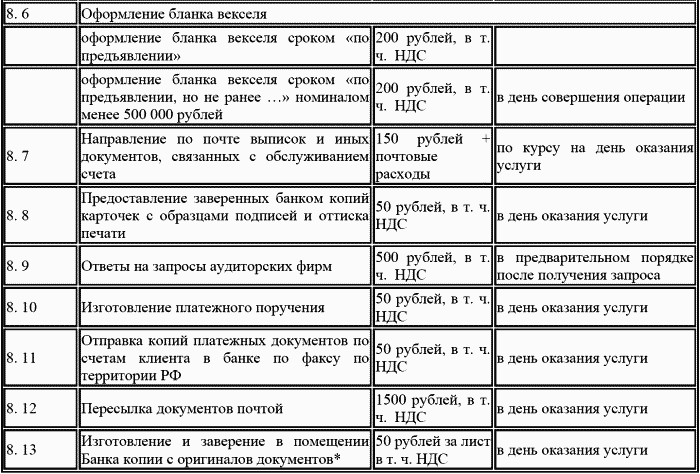 8. 6 Оформление бланка векселя
оформление бланка векселя сроком «по 200 рублей, в т.
предъявлении» ч. НДС
оформление бланка векселя сроком «по
предъявлении, но не ранее …» номиналом 200 рублей, в т. в день совершения операции
менее 500 000 рублей ч. НДС
8. 7 Направление по почте выписок и иных 150 рублей + по курсу на день оказания
документов, связанных с обслуживанием почтовые услуги
счета расходы
8. 8 Предоставление заверенных банком копий 50 рублей, в т. ч. в день оказания услуги
карточек с образцами подписей и оттиска НДС
печати
8. 9 Ответы на запросы аудиторских фирм 500 рублей, в т. в предварительном порядке
ч. НДС после получения запроса
8. 10 Изготовление платежного поручения 50 рублей, в т. ч. в день оказания услуги
НДС
8. 11 Отправка копий платежных документов по 50 рублей, в т. ч. в день оказания услуги
счетам клиента в банке по факсу по НДС
территории РФ
8. 12 Пересылка документов почтой 1500 рублей, в т. в день оказания услуги
ч. НДС
8. 13 Изготовление и заверение в помещении 50 рублей за лист в день оказания услуги
Банка копии с оригиналов документов* в т. ч. НДС